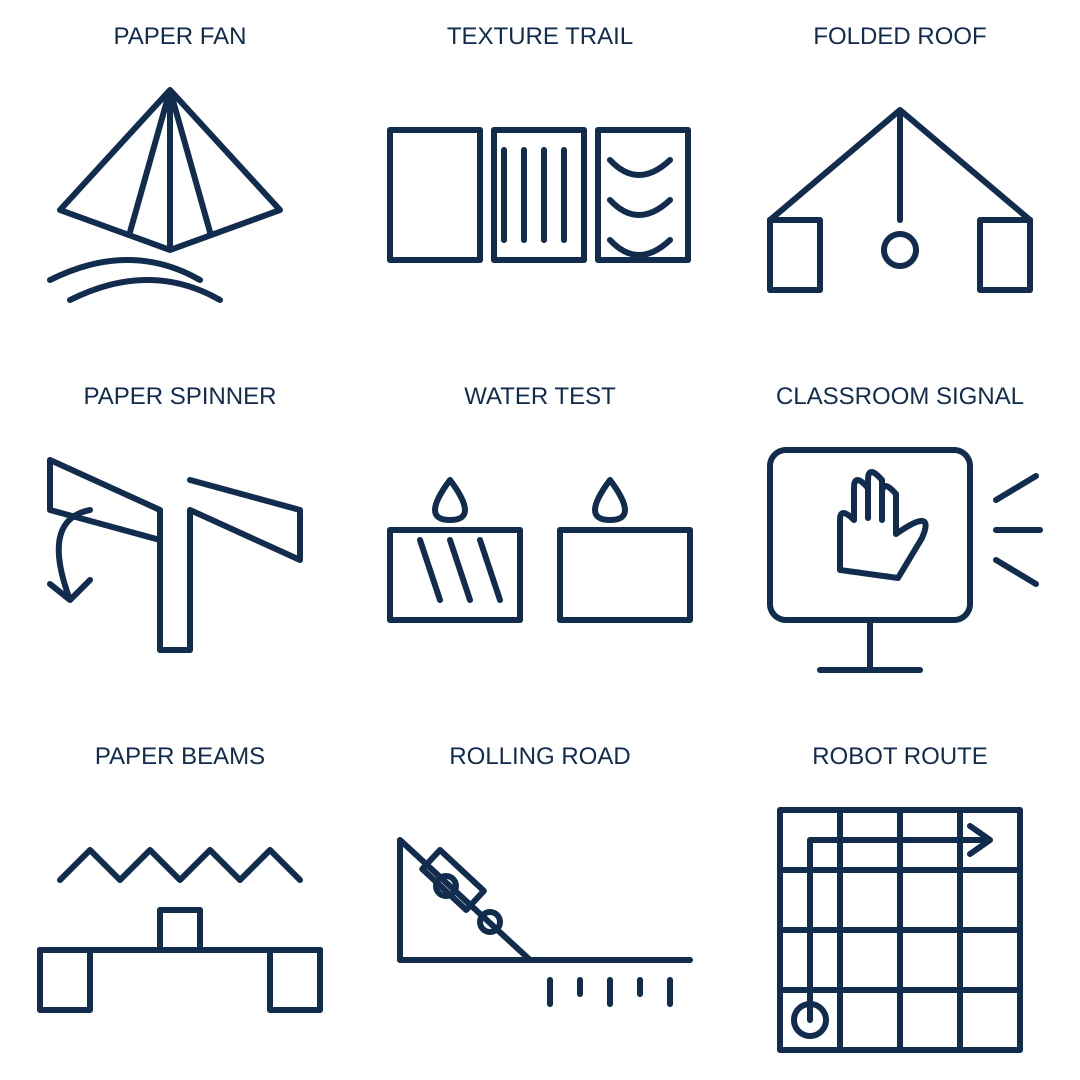 PAPER FAN
TEXTURE TRAIL
FOLDED ROOF
PAPER SPINNER
WATER TEST
CLASSROOM SIGNAL
PAPER BEAMS
ROLLING ROAD
ROBOT ROUTE